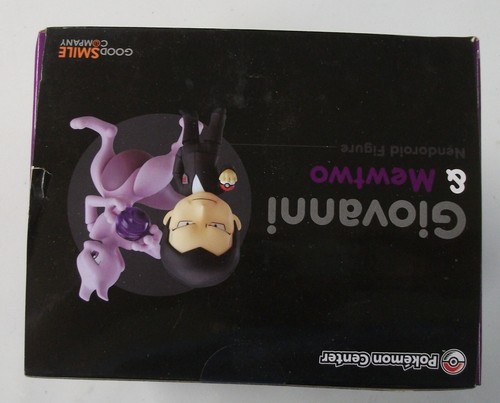 Pokémon Center
Giovanni
& Mewtwo
Nendoroid Figure
GOOD
SMILE
COMPANY